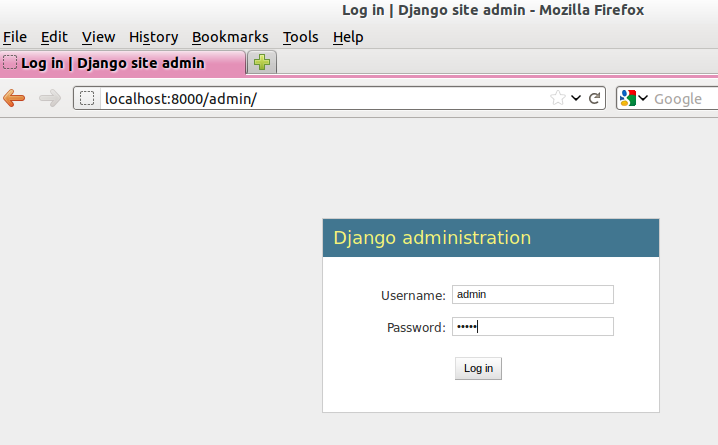 Log in | Django site admin - Mozilla Firefox
File Edit View History Bookmarks Tools Help
Log in | Django site admin
localhost:8000/admin/ Google
Django administration
Username: admin
Password: •••••
Log in